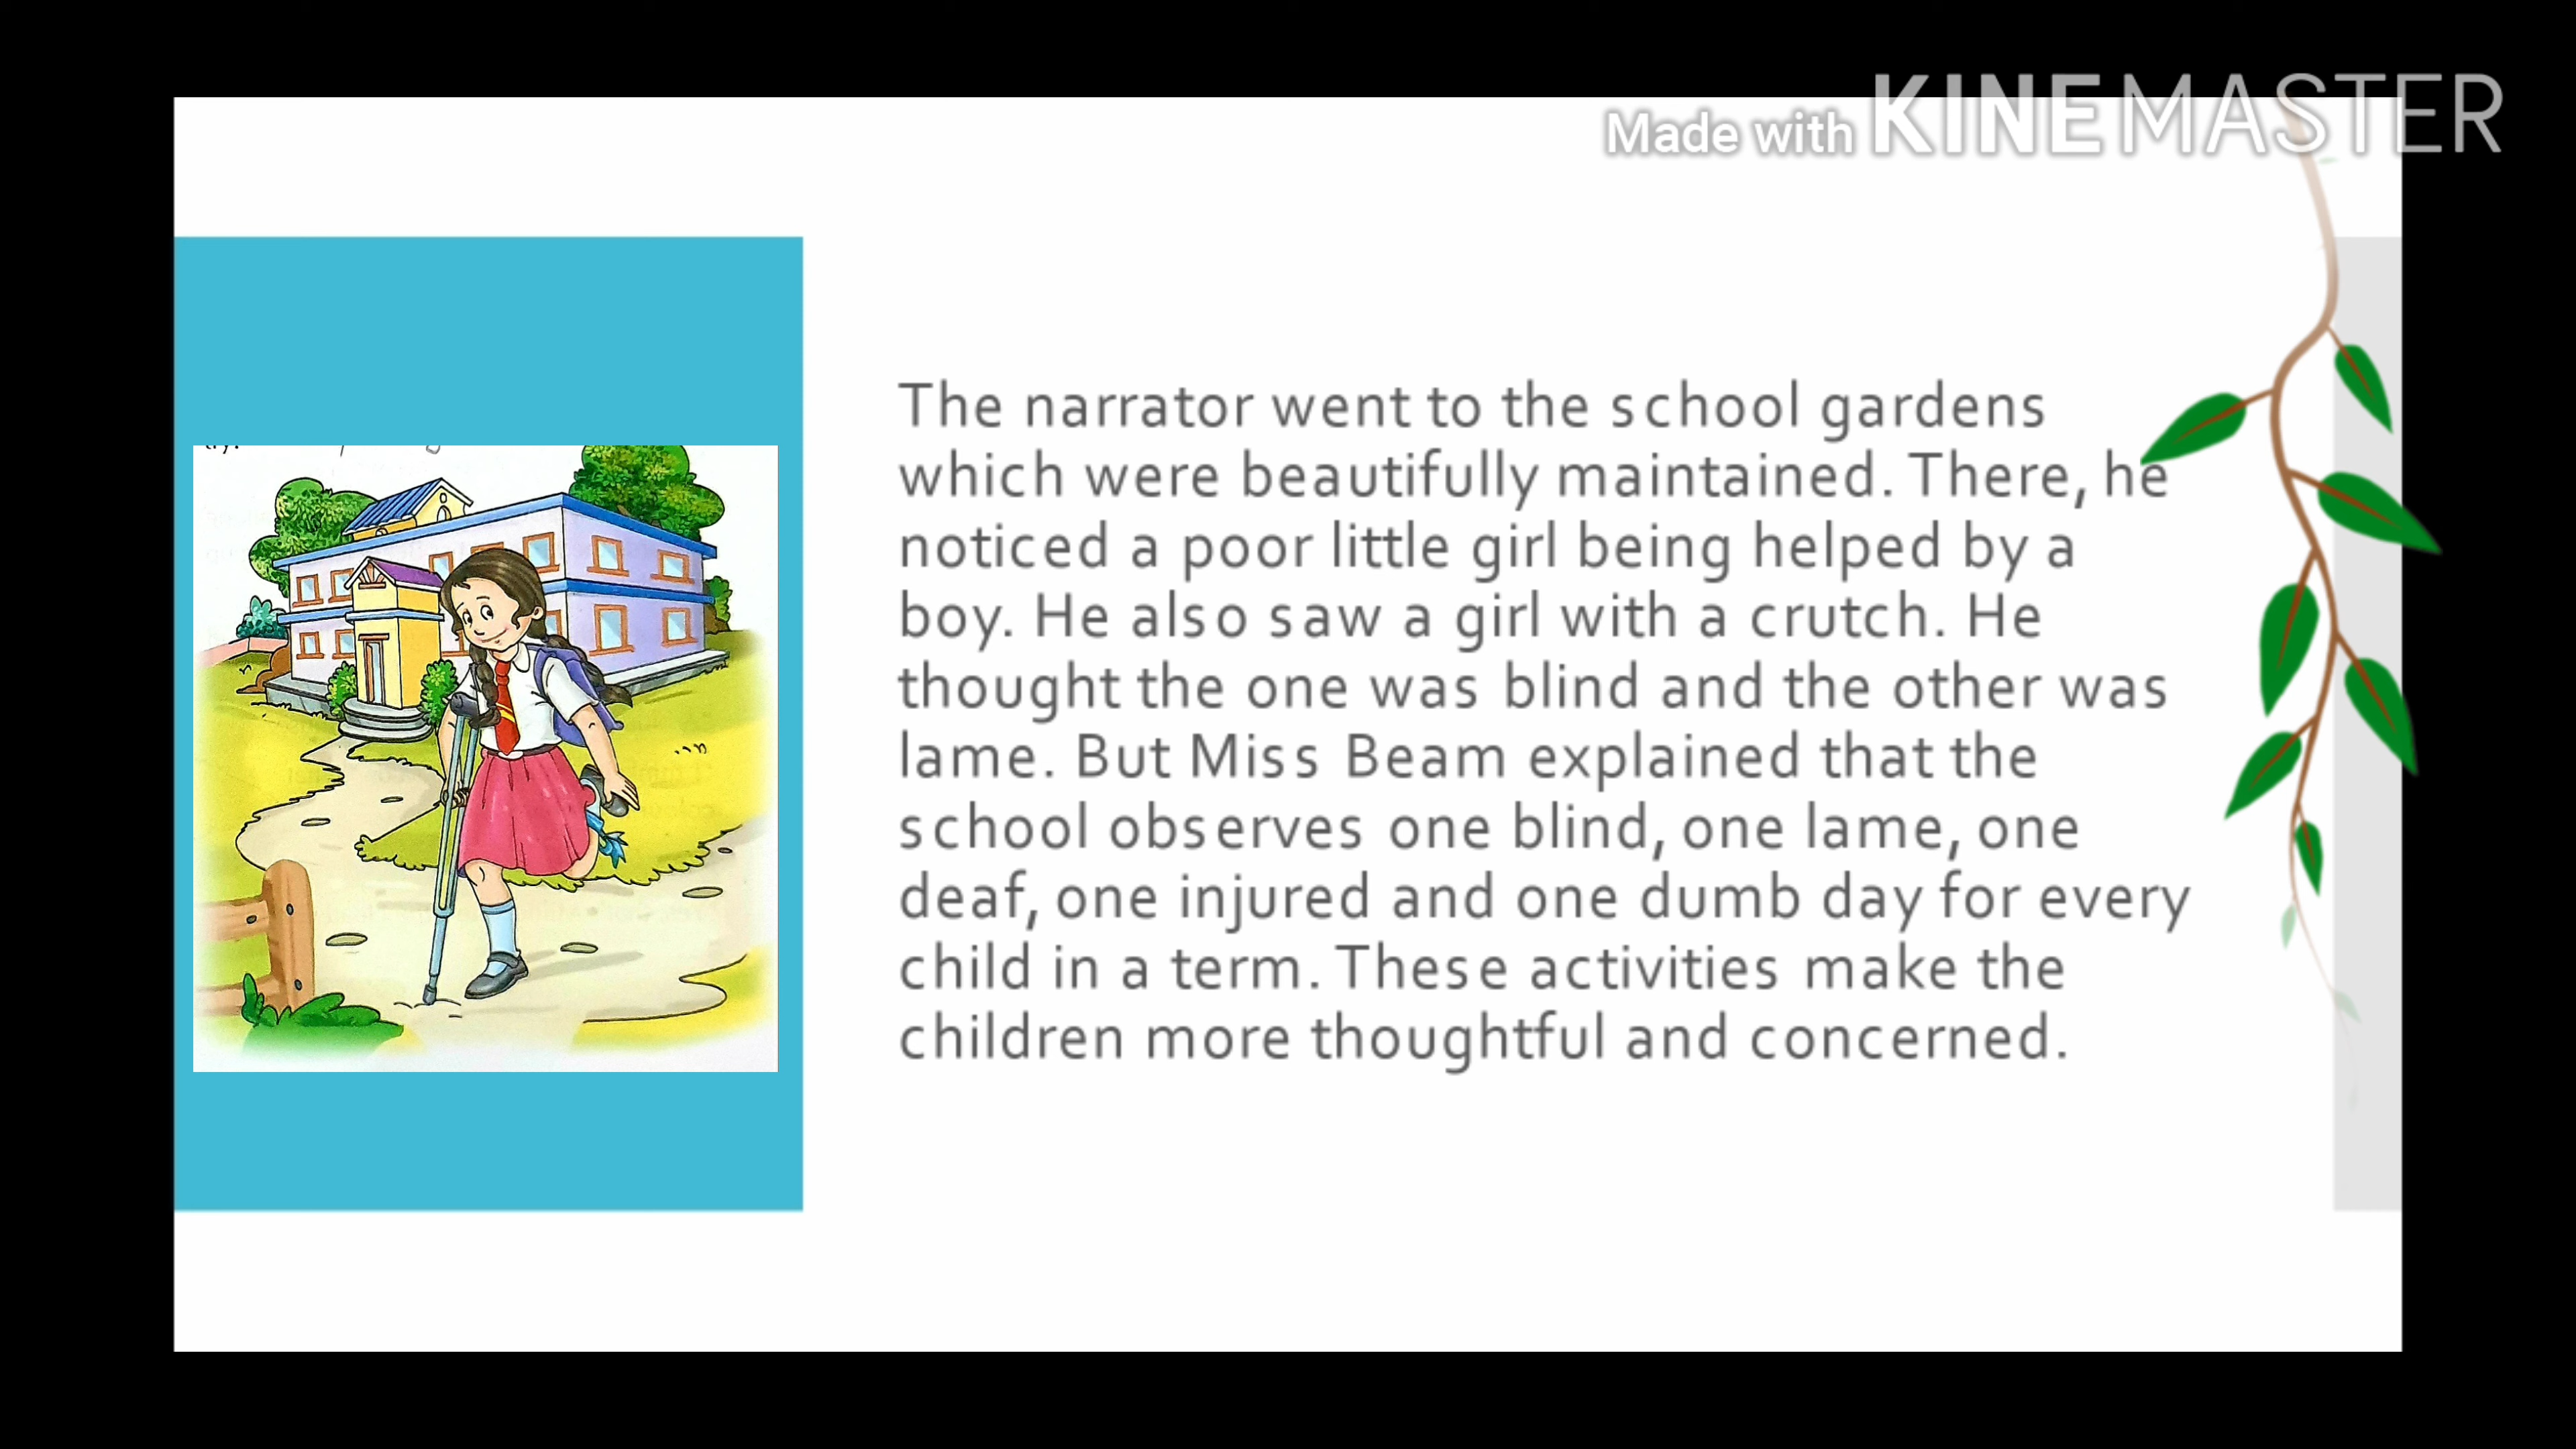 Made with KINEMASTER
The narrator went to the school gardens
which were beautifully maintained. There, he
noticed a poor little girl being helped by a
boy. He also saw a girl with a crutch. He
thought the one was blind and the other was
lame. But Miss Beam explained that the
school observes one blind, one lame, one
deaf, one injured and one dumb day for every
child in a term. These activities make the
children more thoughtful and concerned.